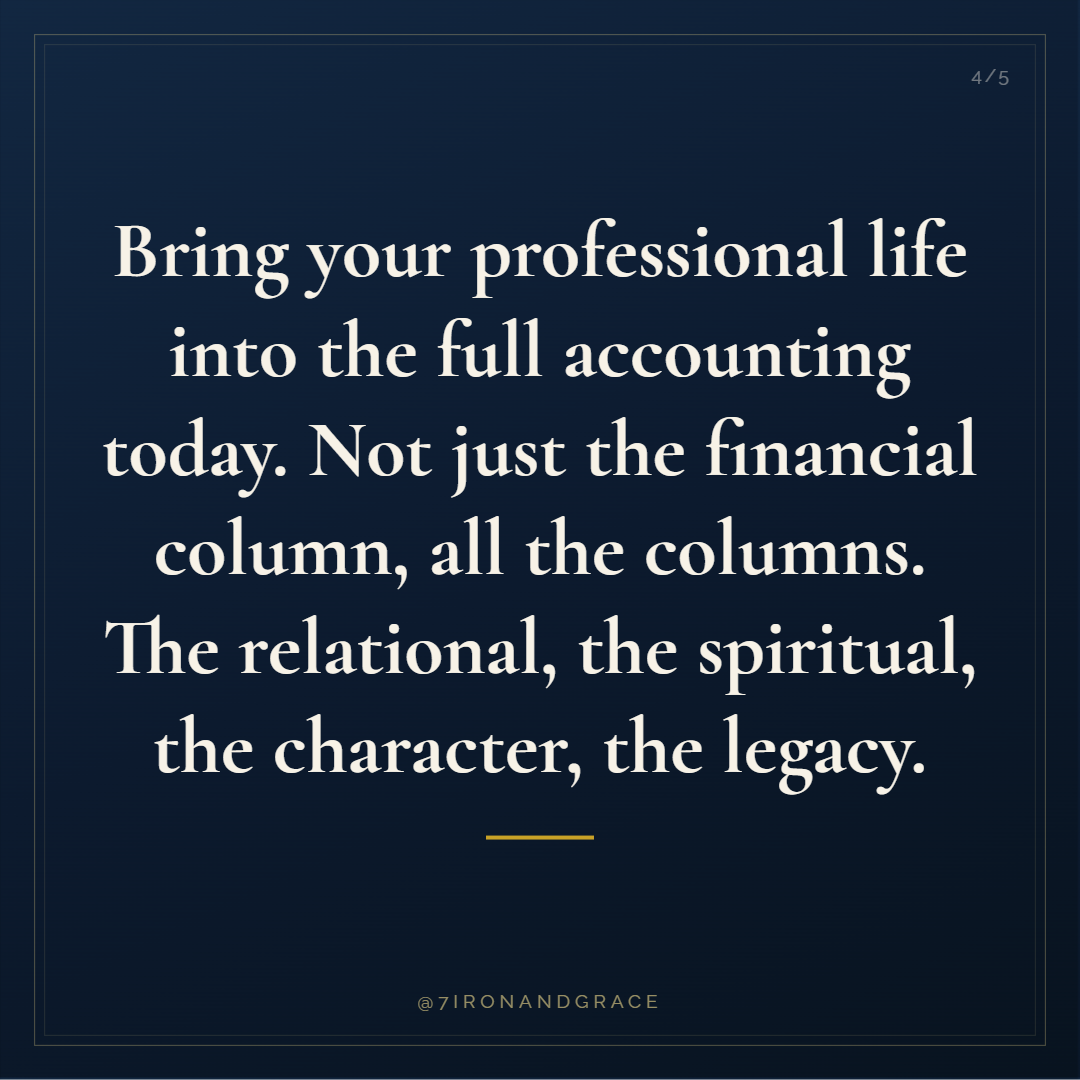 4/5
Bring your professional life
into the full accounting
today. Not just the financial
column, all the columns.
The relational, the spiritual,
the character, the legacy.
@7IRONANDGRACE